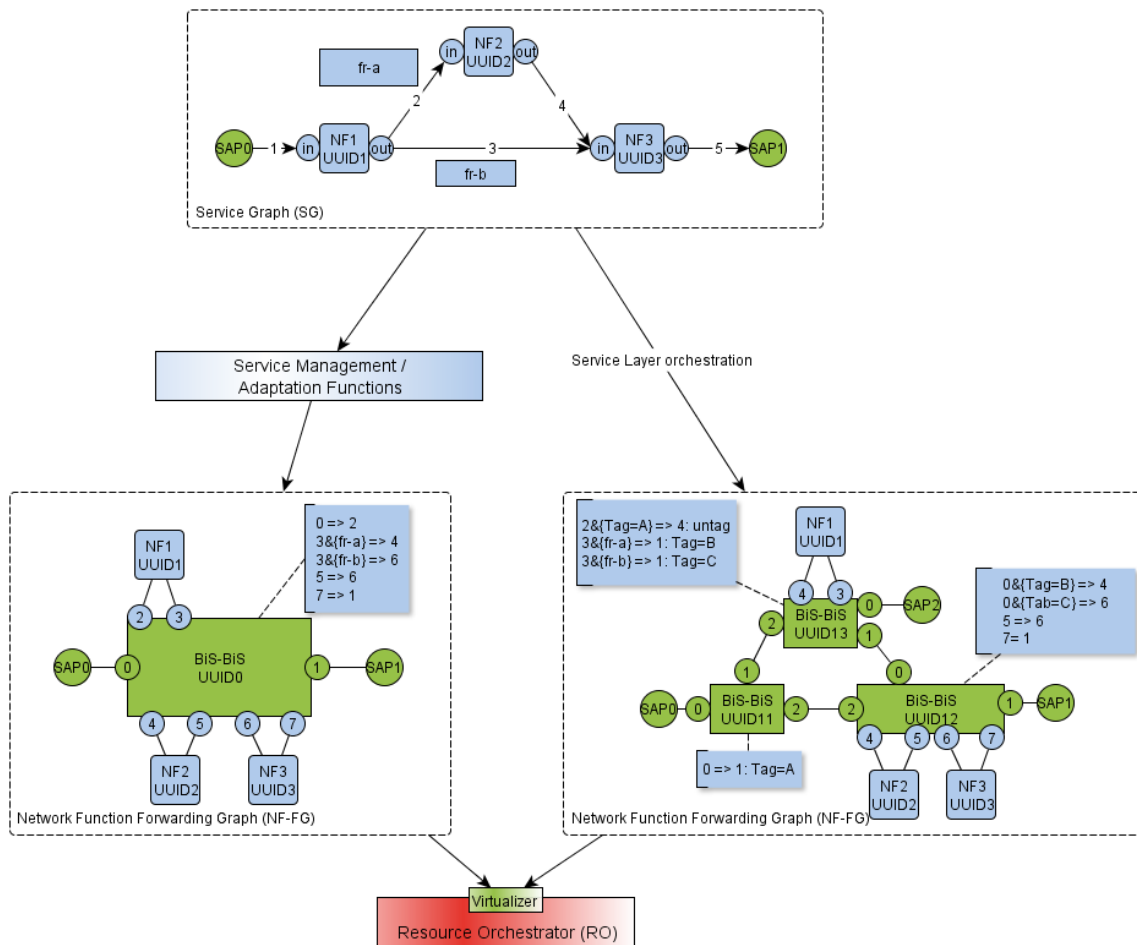 NF2
UUID2
in
out
fr-a
2
4
SAP0
1
in
NF1
UUID1
out
3
in
NF3
UUID3
out
5
SAP1
fr-b
Service Graph (SG)
Service Management /
Adaptation Functions
Service Layer orchestration
0 => 2
3&{fr-a} => 4
3&{fr-b} => 6
5 => 6
7 => 1
NF1
UUID1
2
3
BiS-BiS
UUID0
SAP0
0
1
SAP1
4
5
6
7
NF2
UUID2
NF3
UUID3
Network Function Forwarding Graph (NF-FG)
2&{Tag=A} => 4: untag
3&{fr-a} => 1: Tag=B
3&{fr-b} => 1: Tag=C
NF1
UUID1
0&{Tag=B} => 4
0&{Tab=C} => 6
5 => 6
7= 1
4
3
0
SAP2
2
BiS-BiS
UUID13
1
1
0
SAP0
0
BiS-BiS
UUID11
2
2
BiS-BiS
UUID12
1
SAP1
4
5
6
7
0 => 1: Tag=A
NF2
UUID2
NF3
UUID3
Network Function Forwarding Graph (NF-FG)
Virtualizer
Resource Orchestrator (RO)